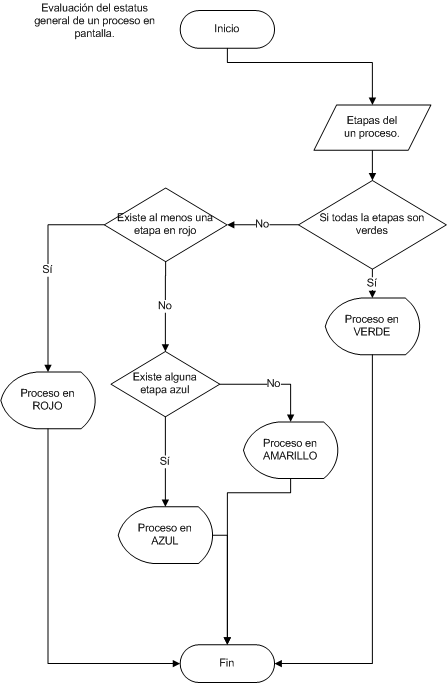 Evaluación del estatus
general de un proceso en
pantalla.
Inicio
Etapas del
un proceso.
Si todas la etapas son
verdes
No
Existe al menos una
etapa en rojo
Sí
Sí
No
Proceso en
VERDE
Existe alguna
etapa azul
No
Proceso en
ROJO
Proceso en
AMARILLO
Sí
Proceso en
AZUL
Fin